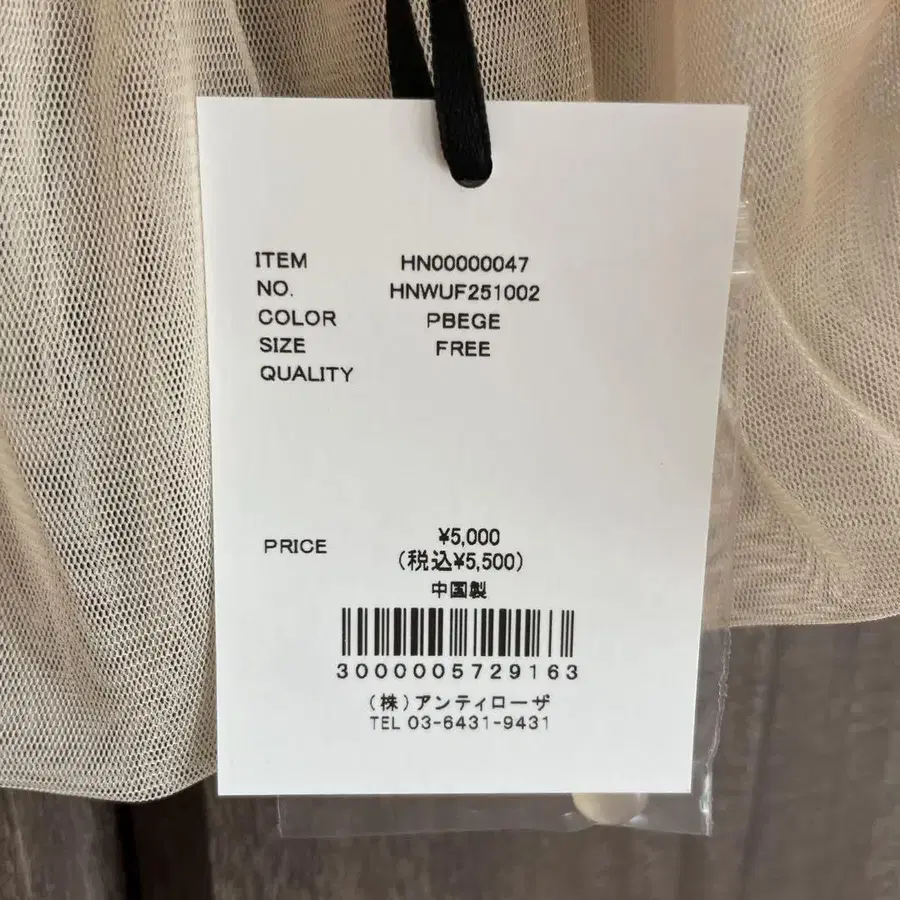 ITEM HN00000047
NO. HNWUF251002
COLOR PBEGE
SIZE FREE
QUALITY
PRICE ¥5,000
(税込¥5,500)
中国製
3000005729163
(株)アンティローザ
TEL 03-6431-9431